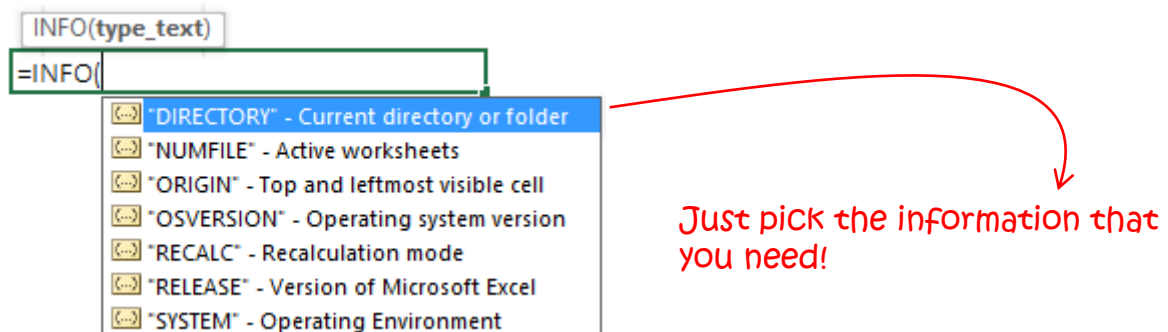 INFO(type_text)
=INFO(
"DIRECTORY" - Current directory or folder
"NUMFILE" - Active worksheets
"ORIGIN" - Top and leftmost visible cell
"OSVERSION" - Operating system version
"RECALC" - Recalculation mode
"RELEASE" - Version of Microsoft Excel
"SYSTEM" - Operating Environment
Just pick the information that
you need!